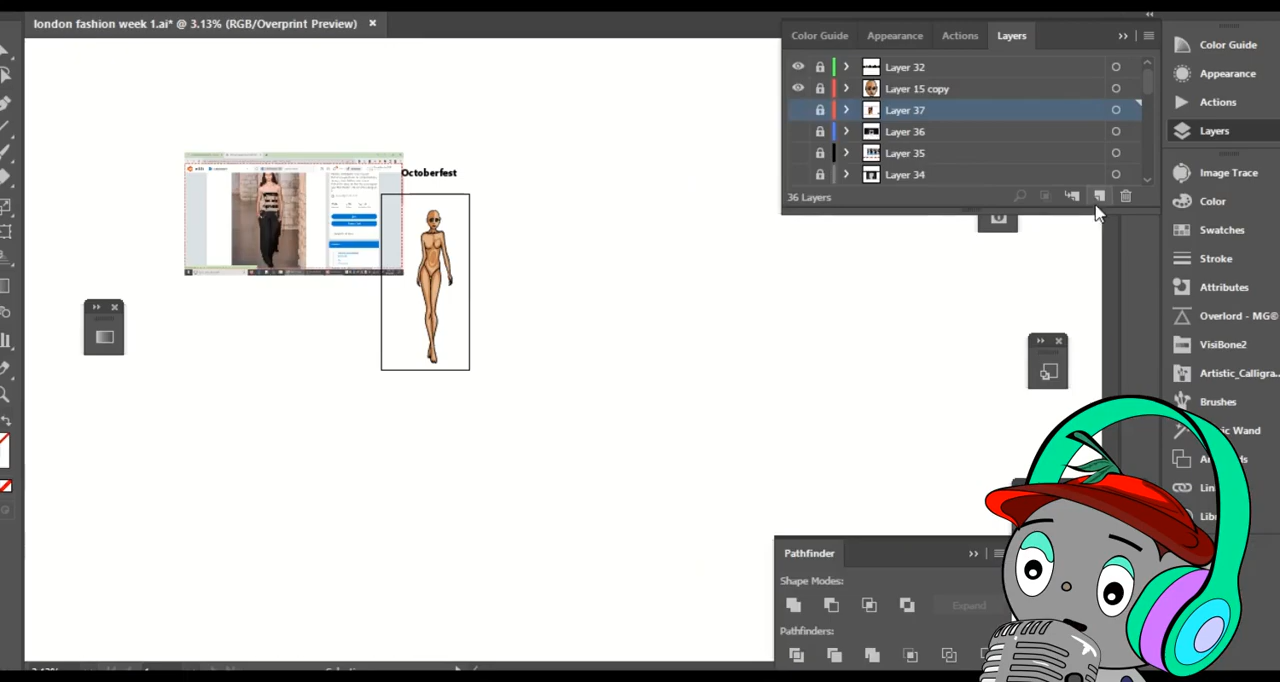 london fashion week 1.ai* @ 3.13% (RGB/Overprint Preview)
Color Guide Appearance Actions Layers
Layer 32
Layer 15 copy
Layer 37
Layer 36
Layer 35
Layer 34
36 Layers
Octoberfest
Color Guide
Appearance
Actions
Layers
Image Trace
Color
Swatches
Stroke
Attributes
Overlord - MG®
VisiBone2
Artistic_Calligra...
Brushes
Wand
Pathfinder
Shape Modes:
Expand
Pathfinders: